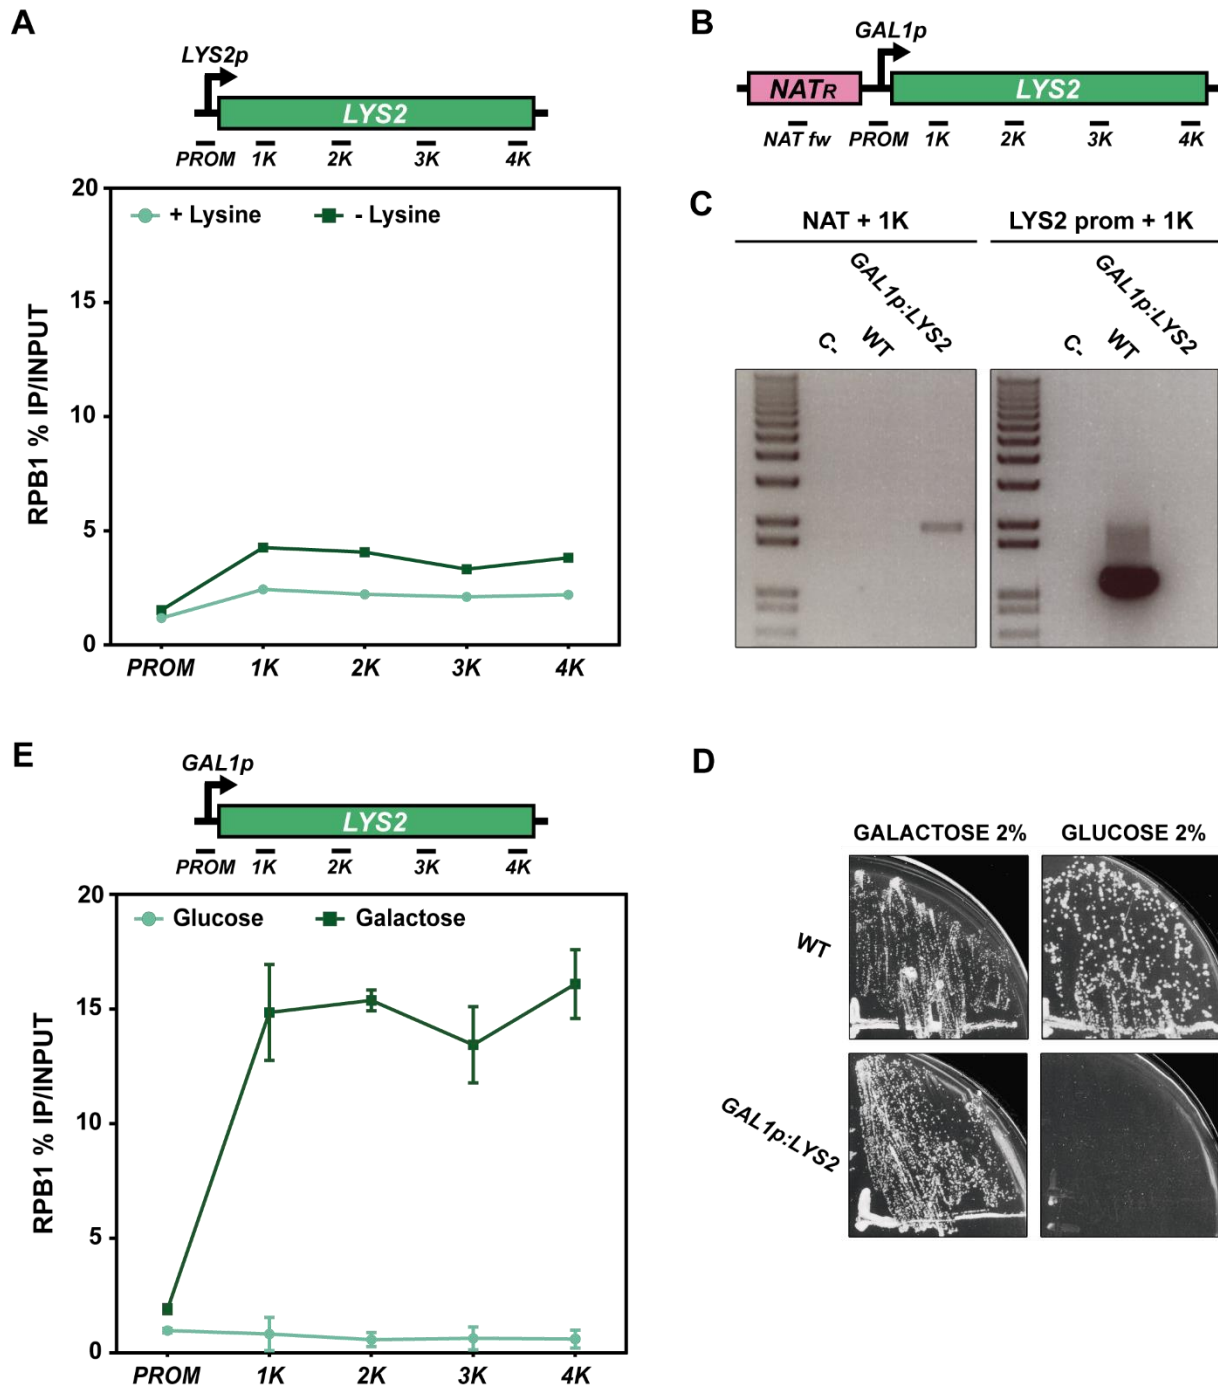 A
LYS2p
LYS2
PROM 1K 2K 3K 4K
+ Lysine - Lysine
RPB1 % IP/INPUT
20
15
10
5
0
PROM 1K 2K 3K 4K
B
GAL1p
NATR LYS2
NAT fw PROM 1K 2K 3K 4K
C
NAT + 1K LYS2 prom + 1K
C- WT GAL1p:LYS2
C- WT GAL1p:LYS2
E
GAL1p
LYS2
PROM 1K 2K 3K 4K
Glucose Galactose
RPB1 % IP/INPUT
20
15
10
5
0
PROM 1K 2K 3K 4K
D
GALACTOSE 2% GLUCOSE 2%
WT
GAL1p:LYS2